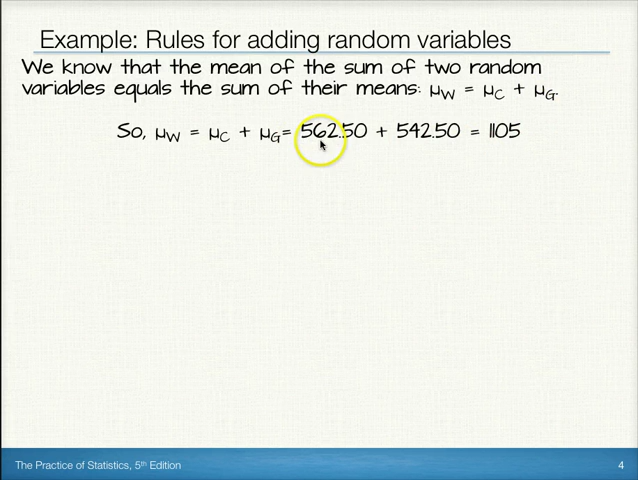 Example: Rules for adding random variables
We know that the mean of the sum of two random
variables equals the sum of their means: μW = μC + μG.
So, μW = μC + μG= 562.50 + 542.50 = 1105
The Practice of Statistics, 5th Edition
4